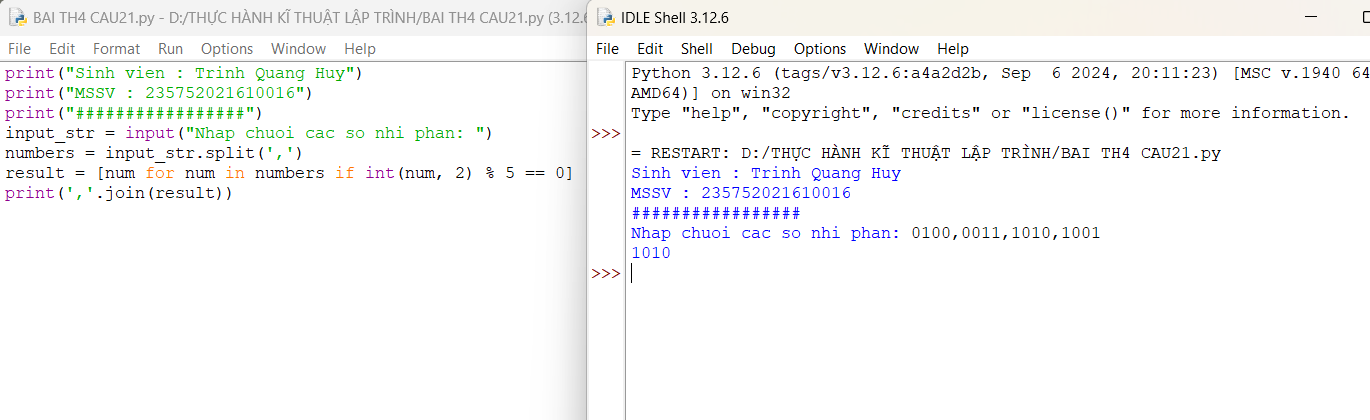 BAI TH4 CAU21.py - D:/THỰC HÀNH KĨ THUẬT LẬP TRÌNH/BAI TH4 CAU21.py (3.12.6
File Edit Format Run Options Window Help
print("Sinh vien : Trinh Quang Huy")
print("MSSV : 235752021610016")
print("#################")
input_str = input("Nhap chuoi cac so nhi phan: ")
numbers = input_str.split(',')
result = [num for num in numbers if int(num, 2) % 5 == 0]
print(','.join(result))
IDLE Shell 3.12.6
File Edit Shell Debug Options Window Help
Python 3.12.6 (tags/v3.12.6:a4a2d2b, Sep  6 2024, 20:11:23) [MSC v.1940 64
AMD64)] on win32
Type "help", "copyright", "credits" or "license()" for more information.
>>>
= RESTART: D:/THỰC HÀNH KĨ THUẬT LẬP TRÌNH/BAI TH4 CAU21.py
Sinh vien : Trinh Quang Huy
MSSV : 235752021610016
#################
Nhap chuoi cac so nhi phan: 0100,0011,1010,1001
1010
>>>